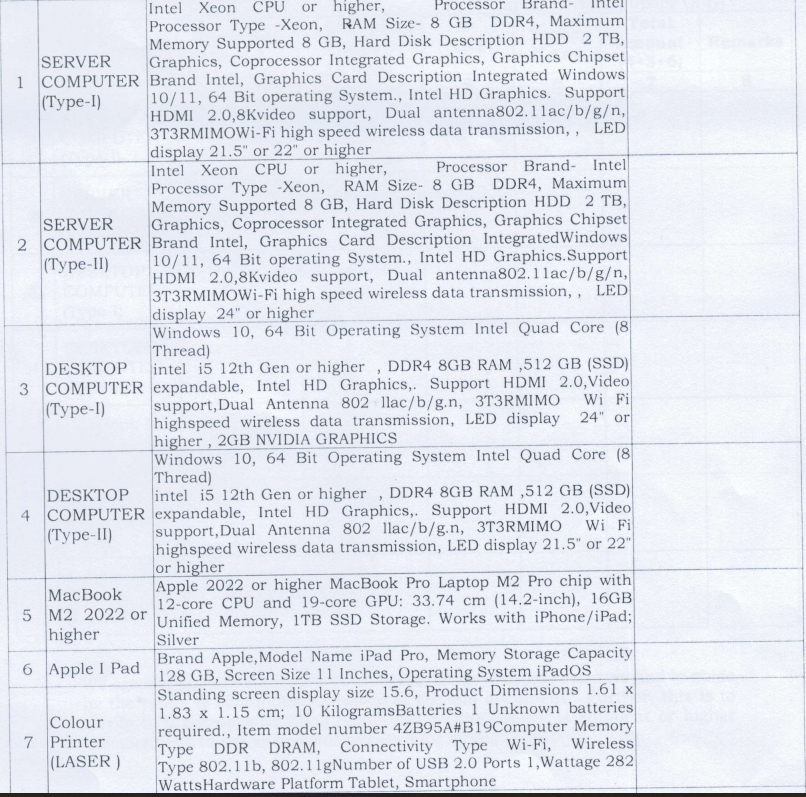 Intel Xeon CPU or higher, Processor Brand- Intel
Processor Type -Xeon, RAM Size- 8 GB DDR4, Maximum
Memory Supported 8 GB, Hard Disk Description HDD 2 TB,
Graphics, Coprocessor Integrated Graphics, Graphics Chipset
Brand Intel, Graphics Card Description Integrated Windows
10/11, 64 Bit operating System., Intel HD Graphics. Support
HDMI 2.0,8Kvideo support, Dual antenna802.11ac/b/g/n,
3T3RMIMOWi-Fi high speed wireless data transmission, , LED
display 21.5" or 22" or higher
1
SERVER
COMPUTER
(Type-I)
Intel Xeon CPU or higher, Processor Brand- Intel
Processor Type -Xeon, RAM Size- 8 GB DDR4, Maximum
Memory Supported 8 GB, Hard Disk Description HDD 2 TB,
Graphics, Coprocessor Integrated Graphics, Graphics Chipset
Brand Intel, Graphics Card Description IntegratedWindows
10/11, 64 Bit operating System., Intel HD Graphics.Support
HDMI 2.0,8Kvideo support, Dual antenna802.11ac/b/g/n,
3T3RMIMOWi-Fi high speed wireless data transmission, , LED
display 24" or higher
2
SERVER
COMPUTER
(Type-II)
Windows 10, 64 Bit Operating System Intel Quad Core (8
Thread)
intel i5 12th Gen or higher , DDR4 8GB RAM ,512 GB (SSD)
expandable, Intel HD Graphics,. Support HDMI 2.0,Video
support,Dual Antenna 802 llac/b/g.n, 3T3RMIMO Wi Fi
highspeed wireless data transmission, LED display 24" or
higher , 2GB NVIDIA GRAPHICS
3
DESKTOP
COMPUTER
(Type-I)
Windows 10, 64 Bit Operating System Intel Quad Core (8
Thread)
intel i5 12th Gen or higher , DDR4 8GB RAM ,512 GB (SSD)
expandable, Intel HD Graphics,. Support HDMI 2.0,Video
support,Dual Antenna 802 llac/b/g.n, 3T3RMIMO Wi Fi
highspeed wireless data transmission, LED display 21.5" or 22"
or higher
4
DESKTOP
COMPUTER
(Type-II)
Apple 2022 or higher MacBook Pro Laptop M2 Pro chip with
12-core CPU and 19-core GPU: 33.74 cm (14.2-inch), 16GB
Unified Memory, 1TB SSD Storage. Works with iPhone/iPad;
Silver
5
MacBook
M2 2022 or
higher
Brand Apple,Model Name iPad Pro, Memory Storage Capacity
128 GB, Screen Size 11 Inches, Operating System iPadOS
6
Apple I Pad
Standing screen display size 15.6, Product Dimensions 1.61 x
1.83 x 1.15 cm; 10 KilogramsBatteries 1 Unknown batteries
required., Item model number 4ZB95A#B19Computer Memory
Type DDR DRAM, Connectivity Type Wi-Fi, Wireless
Type 802.11b, 802.11gNumber of USB 2.0 Ports 1,Wattage 282
WattsHardware Platform Tablet, Smartphone
7
Colour
Printer
(LASER )